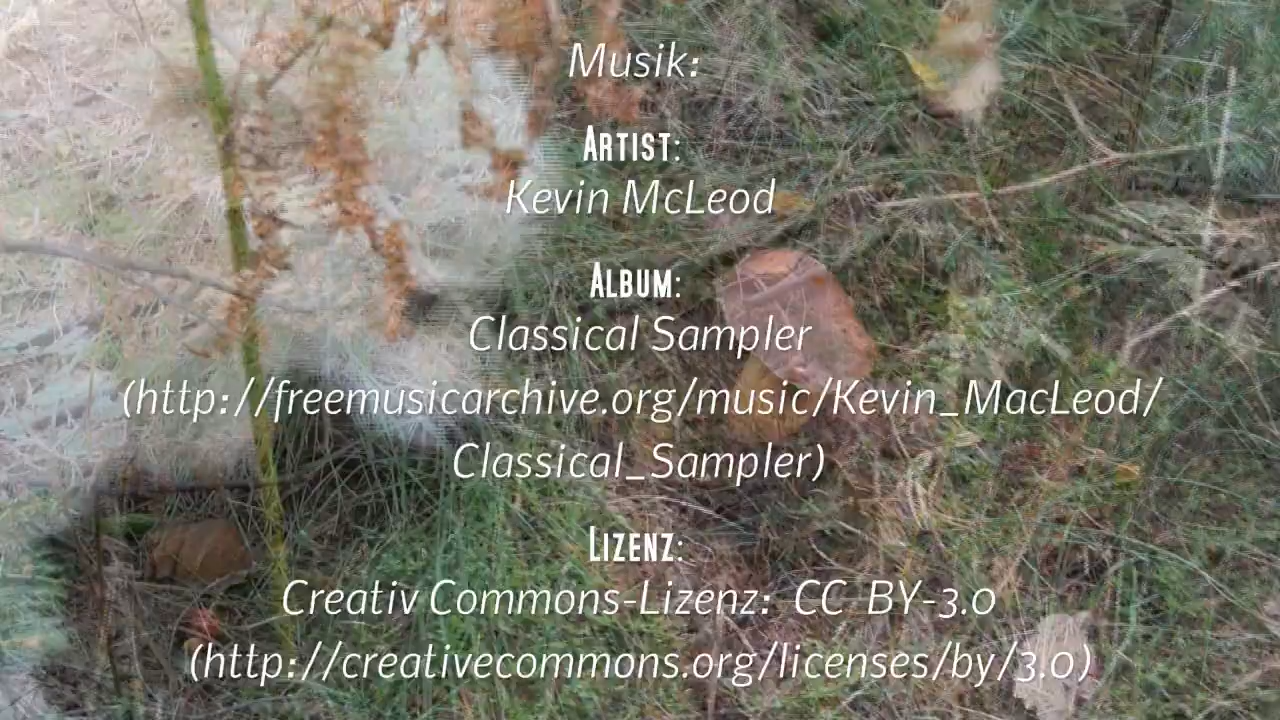 Musik:
Artist:
Kevin McLeod
Album:
Classical Sampler
(http://freemusicarchive.org/music/Kevin_MacLeod/
Classical_Sampler)
Lizenz:
Creativ Commons-Lizenz: CC BY-3.0
(http://creativecommons.org/licenses/by/3.0)